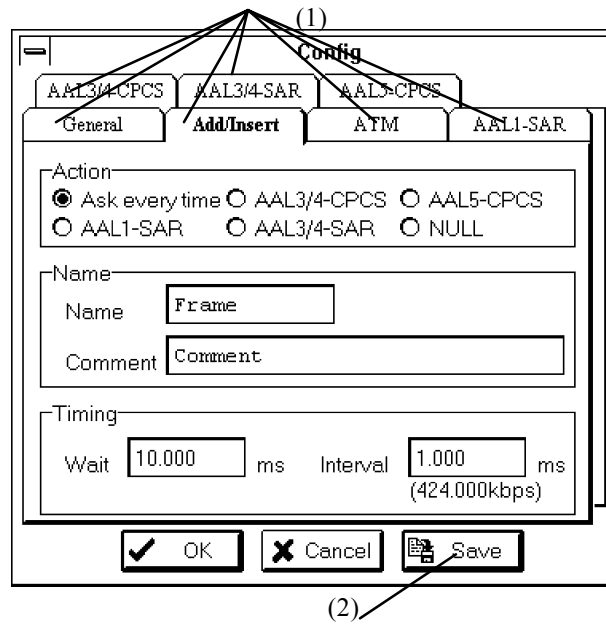 (1)
Config
AAL3/4-CPCS AAL3/4-SAR AAL5-CPCS
General Add/Insert ATM AAL1-SAR
Action
Ask every time AAL3/4-CPCS AAL5-CPCS
AAL1-SAR AAL3/4-SAR NULL
Name
Name Frame
Comment Comment
Timing
Wait 10.000 ms Interval 1.000 ms
(424.000kbps)
OK Cancel Save
(2)